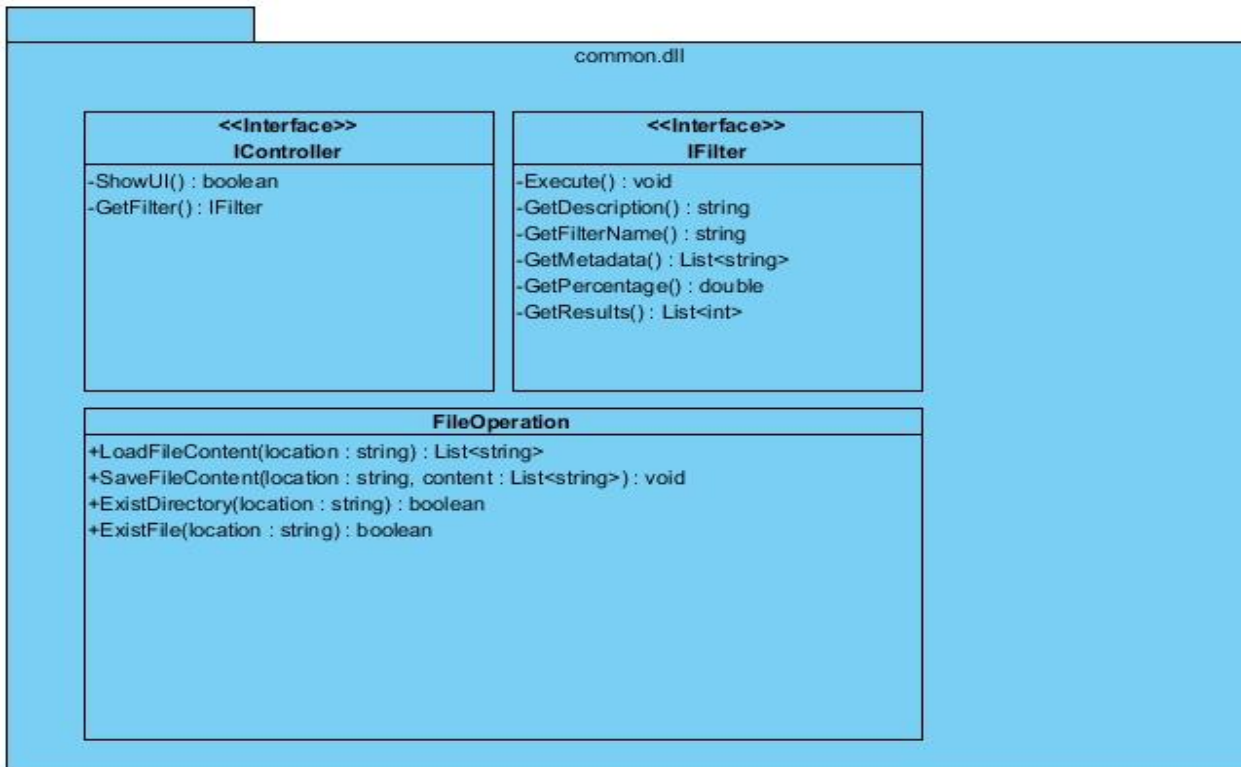 common.dll
<<Interface>>
IController
-ShowUI() : boolean
-GetFilter() : IFilter
<<Interface>>
IFilter
-Execute() : void
-GetDescription() : string
-GetFilterName() : string
-GetMetadata() : List<string>
-GetPercentage() : double
-GetResults() : List<int>
FileOperation
+LoadFileContent(location : string) : List<string>
+SaveFileContent(location : string, content : List<string>) : void
+ExistDirectory(location : string) : boolean
+ExistFile(location : string) : boolean